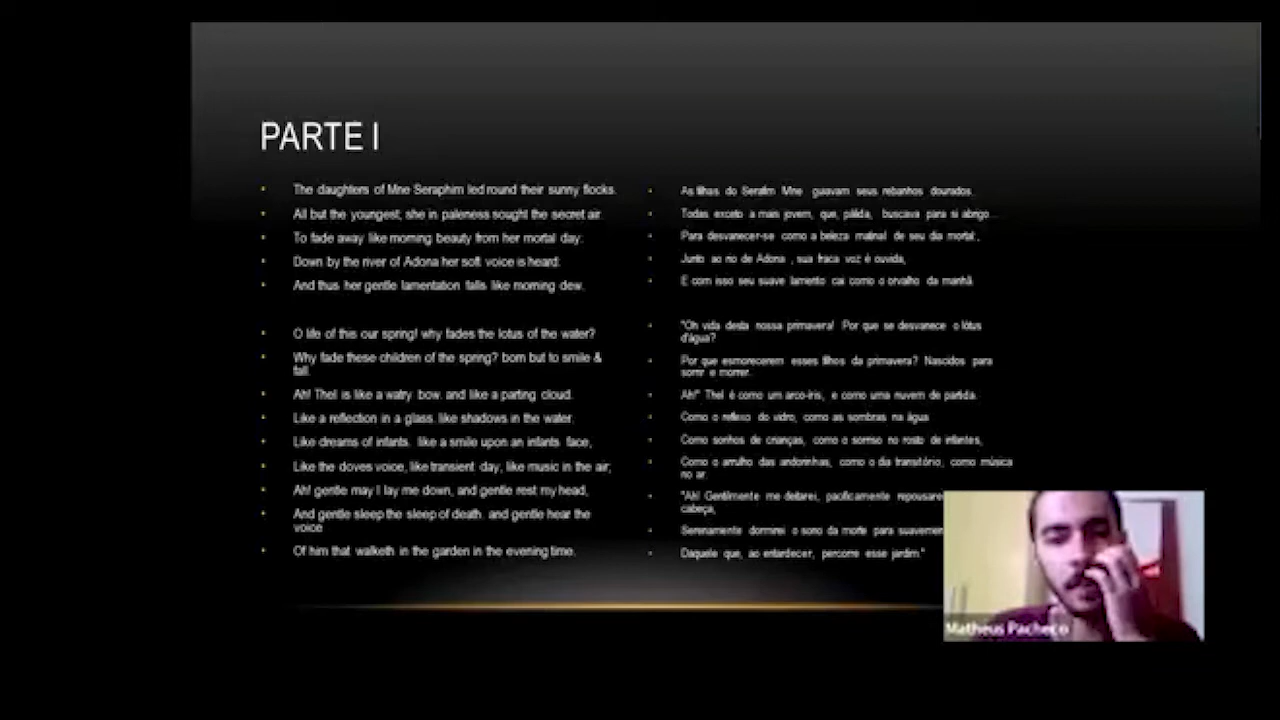 PARTE I
The daughters of Mne Seraphim led round their sunny flocks.
All but the youngest; she in paleness sought the secret air.
To fade away like morning beauty from her mortal day:
Down by the river of Adona her soft voice is heard:
And thus her gentle lamentation falls like morning dew.
O life of this our spring! why fades the lotus of the water?
Why fade these children of the spring? born but to smile &
fall.
Ah! Thel is like a watry bow. and like a parting cloud.
Like a reflection in a glass. like shadows in the water.
Like dreams of infants. like a smile upon an infants face,
Like the doves voice, like transient day, like music in the air;
Ah! gentle may I lay me down, and gentle rest my head,
And gentle sleep the sleep of death. and gentle hear the
voice
Of him that walketh in the garden in the evening time.
As filhas do Serafim Mne guiavam seus rebanhos dourados.
Todas exceto a mais jovem, que, pálida, buscava para si abrigo...
Para desvanecer-se como a beleza matinal de seu dia mortal:,
Junto ao rio de Adona , sua fraca voz é ouvida,
E com isso seu suave lamento cai como o orvalho da manhã.
"Oh vida desta nossa primavera! Por que se desvanece o lótus
d'água?
Por que esmorecerem esses filhos da primavera? Nascidos para
sorrir e morrer.
Ah!" Thel é como um arco-íris, e como uma nuvem de partida.
Como o reflexo do vidro, como as sombras na água
Como sonhos de crianças, como o sorriso no rosto de infantes,
Como o arrulho das andorinhas, como o dia transitório, como música
no ar.
"Ah! Gentilmente me deitarei, pacificamente
cabeça,
Serenamente dormirei o sono da morte para
Daquele que, ao entardecer, percorre esse jardim."
Matheus Pacheco